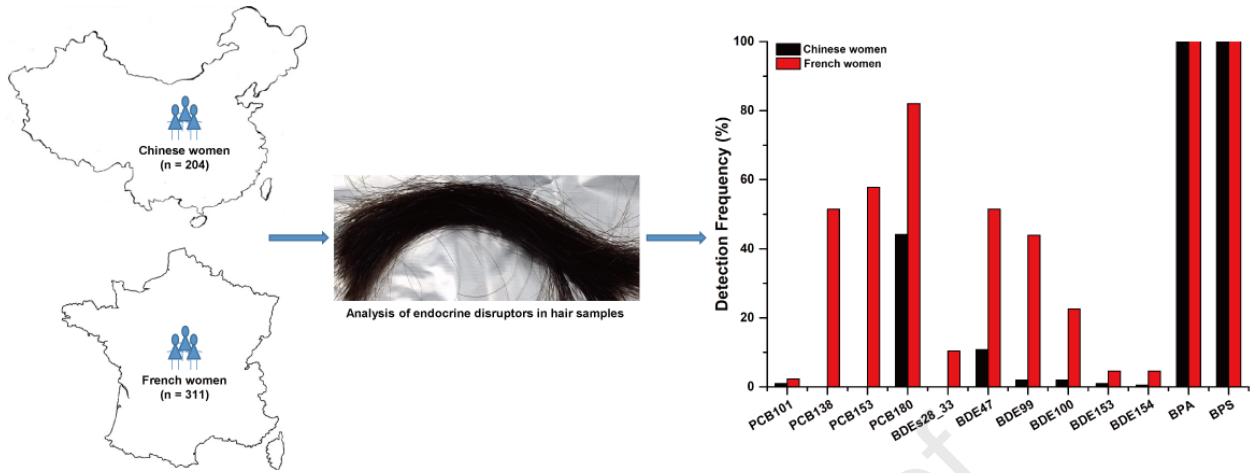 Chinese women
(n = 204)
French women
(n = 311)
Analysis of endocrine disruptors in hair samples
Detection Frequency (%)
100
80
60
40
20
0
Chinese women
French women
PCB101
PCB138
PCB153
PCB180
BDEs28_33
BDE47
BDE99
BDE100
BDE153
BDE154
BPA
BPS